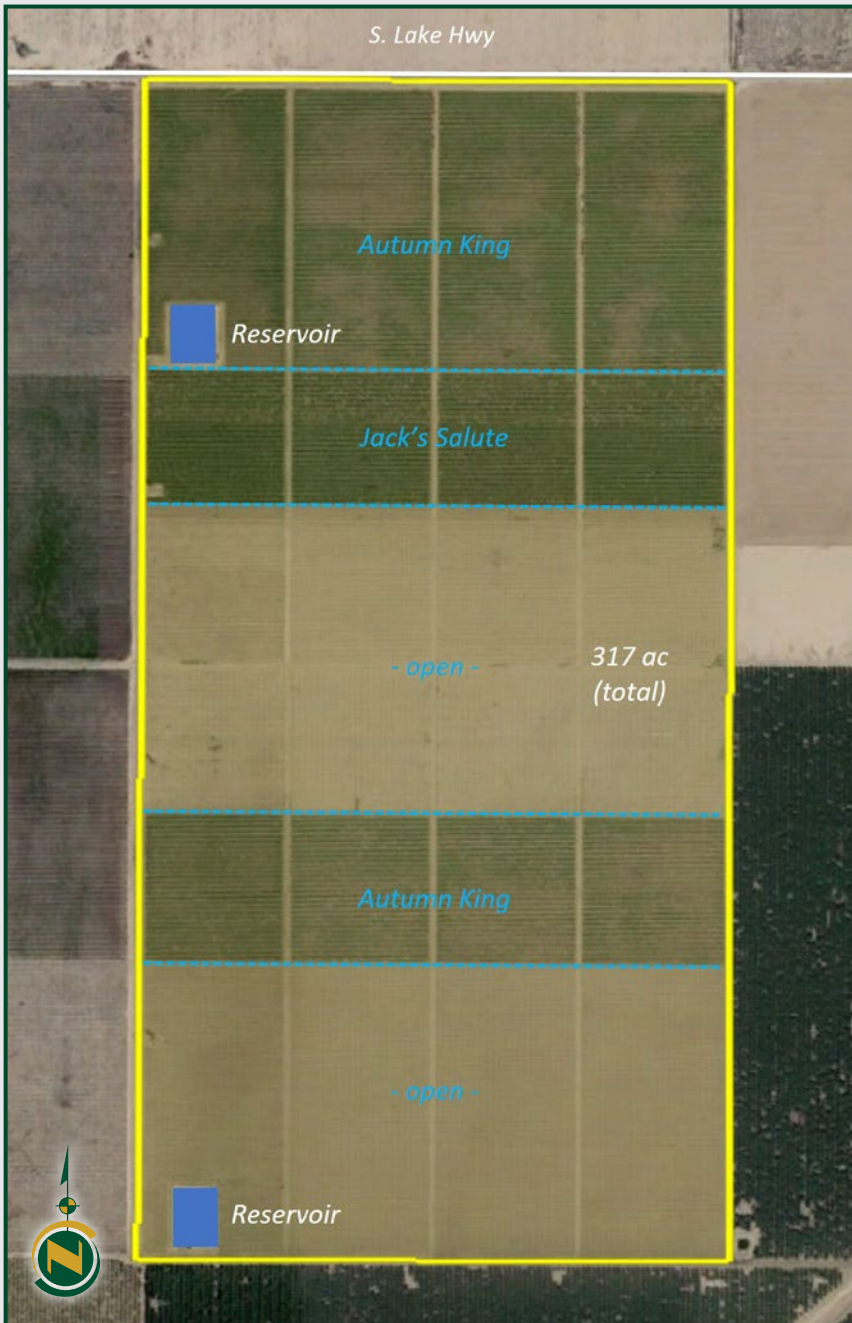 S. Lake Hwy
Autumn King
Reservoir
Jack's Salute
- open -
317 ac
(total)
Autumn King
- open -
Reservoir
N